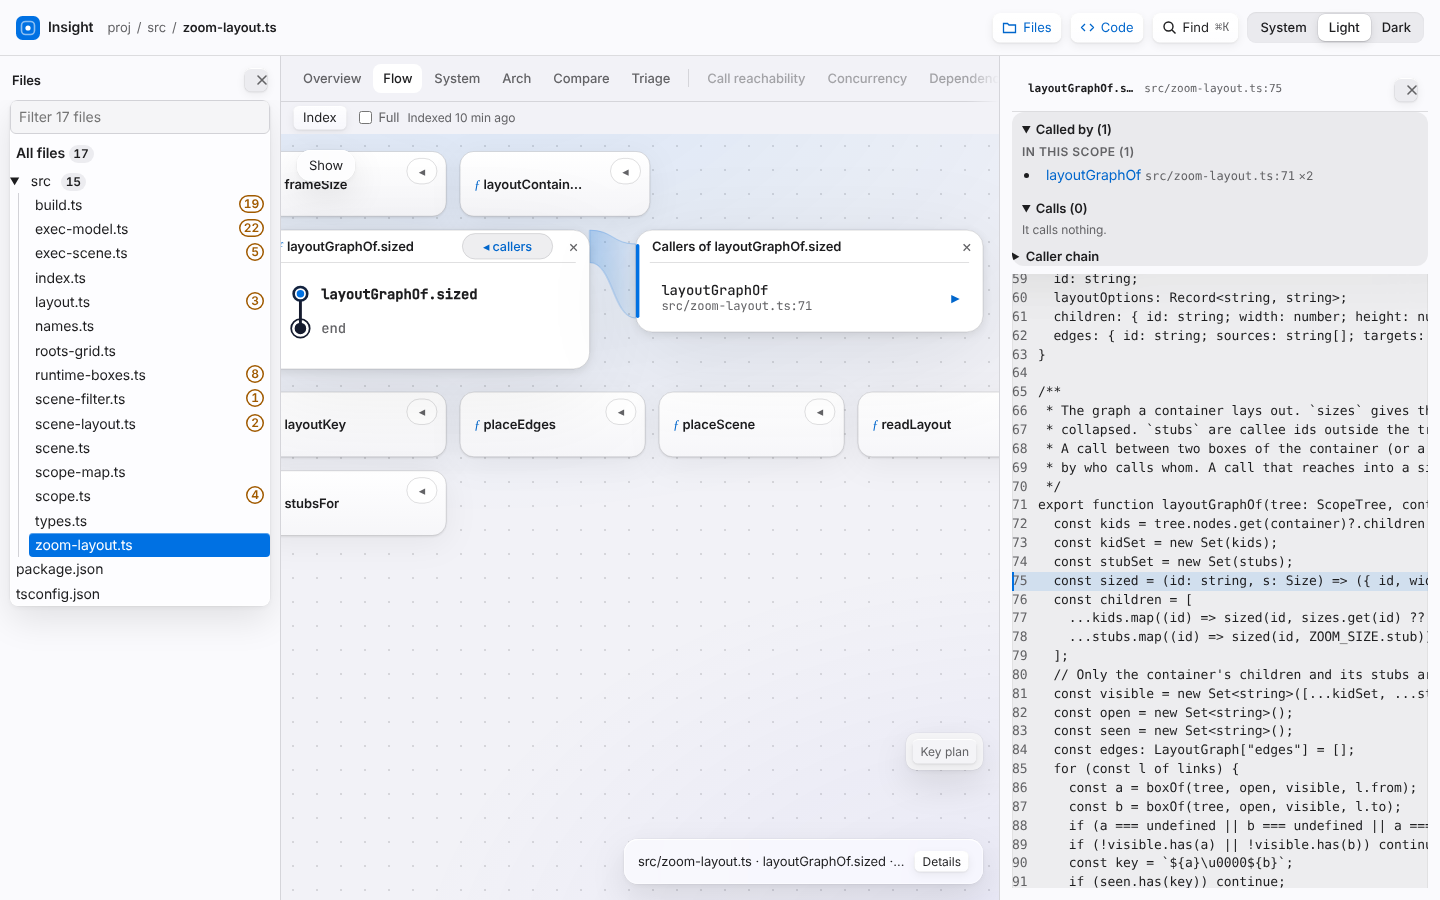 Insight proj / src / zoom-layout.ts Files Code Find ⌘K System Light Dark
Files
Filter 17 files
All files 17
src 15
build.ts 19
exec-model.ts 22
exec-scene.ts 5
index.ts
layout.ts 3
names.ts
roots-grid.ts
runtime-boxes.ts 8
scene-filter.ts 1
scene-layout.ts 2
scene.ts
scope-map.ts
scope.ts 4
types.ts
zoom-layout.ts
package.json
tsconfig.json
Overview Flow System Arch Compare Triage Call reachability Concurrency Dependen
Index Full Indexed 10 min ago
Show
frameSize
ƒ layoutContain...
layoutGraphOf.sized ◂ callers ×
layoutGraphOf.sized
end
Callers of layoutGraphOf.sized ×
layoutGraphOf
src/zoom-layout.ts:71
layoutKey
ƒ placeEdges
ƒ placeScene
ƒ readLayout
stubsFor
Key plan
src/zoom-layout.ts · layoutGraphOf.sized ·... Details
layoutGraphOf.s… src/zoom-layout.ts:75
Called by (1)
IN THIS SCOPE (1)
• layoutGraphOf src/zoom-layout.ts:71 ×2
Calls (0)
It calls nothing.
Caller chain
59 id: string;
60 layoutOptions: Record<string, string>;
61 children: { id: string; width: number; height: nu
62 edges: { id: string; sources: string[]; targets:
63 }
64
65 /**
66 * The graph a container lays out. `sizes` gives th
67 * collapsed. `stubs` are callee ids outside the tr
68 * A call between two boxes of the container (or a
69 * by who calls whom. A call that reaches into a si
70 */
71 export function layoutGraphOf(tree: ScopeTree, cont
72 const kids = tree.nodes.get(container)?.children
73 const kidSet = new Set(kids);
74 const stubSet = new Set(stubs);
75 const sized = (id: string, s: Size) => ({ id, wid
76 const children = [
77 ...kids.map((id) => sized(id, sizes.get(id) ??
78 ...stubs.map((id) => sized(id, ZOOM_SIZE.stub))
79 ];
80 // Only the container's children and its stubs ar
81 const visible = new Set<string>([...kidSet, ...st
82 const open = new Set<string>();
83 const seen = new Set<string>();
84 const edges: LayoutGraph["edges"] = [];
85 for (const l of links) {
86 const a = boxOf(tree, open, visible, l.from);
87 const b = boxOf(tree, open, visible, l.to);
88 if (a === undefined || b === undefined || a ===
89 if (!visible.has(a) || !visible.has(b)) continu
90 const key = `${a}\u0000${b}`;
91 if (seen.has(key)) continue;